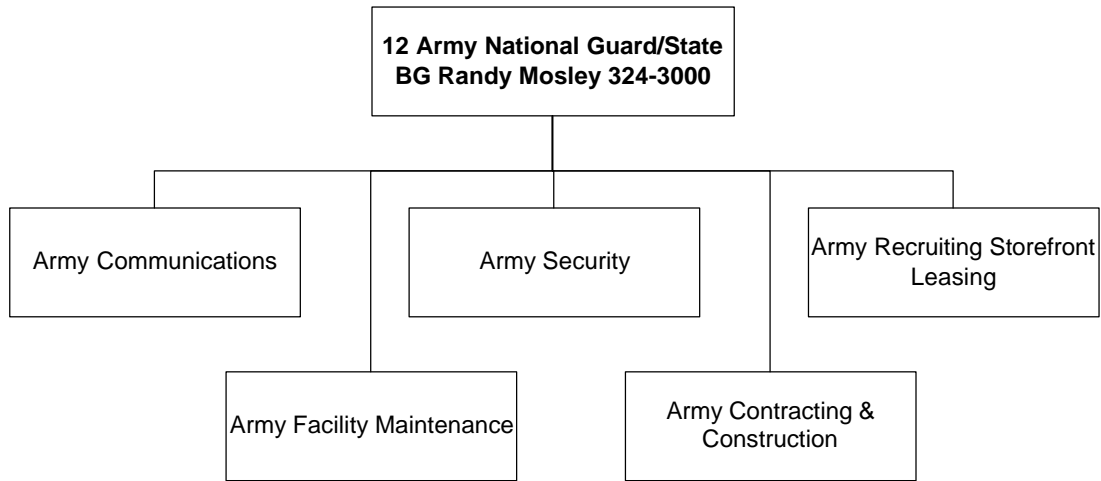 12 Army National Guard/State
BG Randy Mosley 324-3000
Army Communications
Army Security
Army Recruiting Storefront
Leasing
Army Facility Maintenance
Army Contracting &
Construction